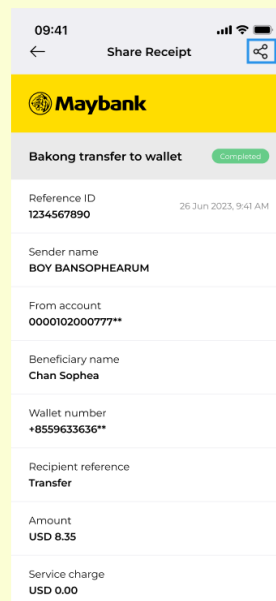 09:41
Share Receipt
Maybank
Bakong transfer to wallet
Completed
Reference ID
1234567890
26 Jun 2023, 9:41 AM
Sender name
BOY BANSOPHEARUM
From account
0000102000777**
Beneficiary name
Chan Sophea
Wallet number
+8559633636**
Recipient reference
Transfer
Amount
USD 8.35
Service charge
USD 0.00